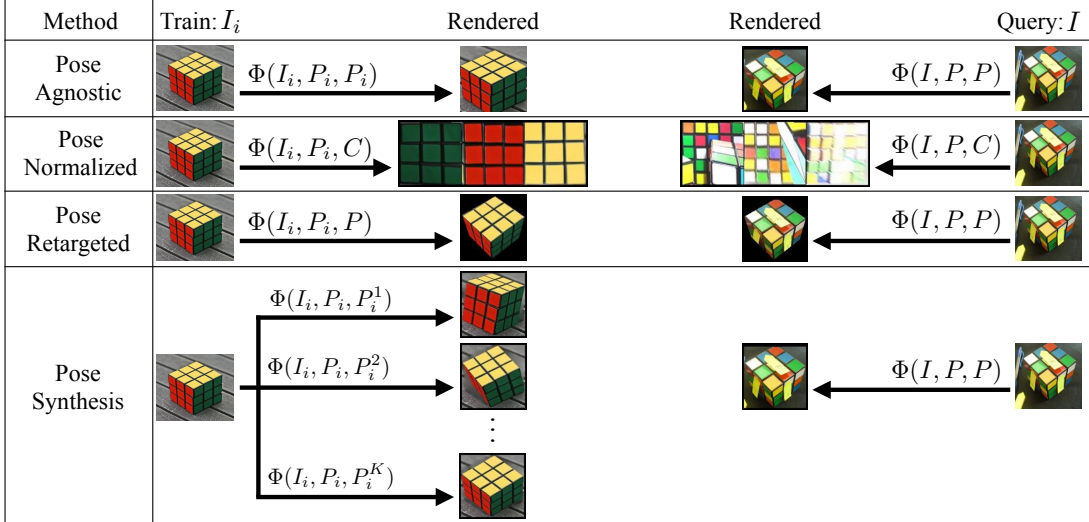 Method Train: I_i Rendered Rendered Query: I
Pose
Agnostic
Φ(I_i, P_i, P_i) Φ(I, P, P)
Pose
Normalized
Φ(I_i, P_i, C) Φ(I, P, C)
Pose
Retargeted
Φ(I_i, P_i, P) Φ(I, P, P)
Pose
Synthesis
Φ(I_i, P_i, P_i^1)
Φ(I_i, P_i, P_i^2) Φ(I, P, P)
⋮
Φ(I_i, P_i, P_i^K)